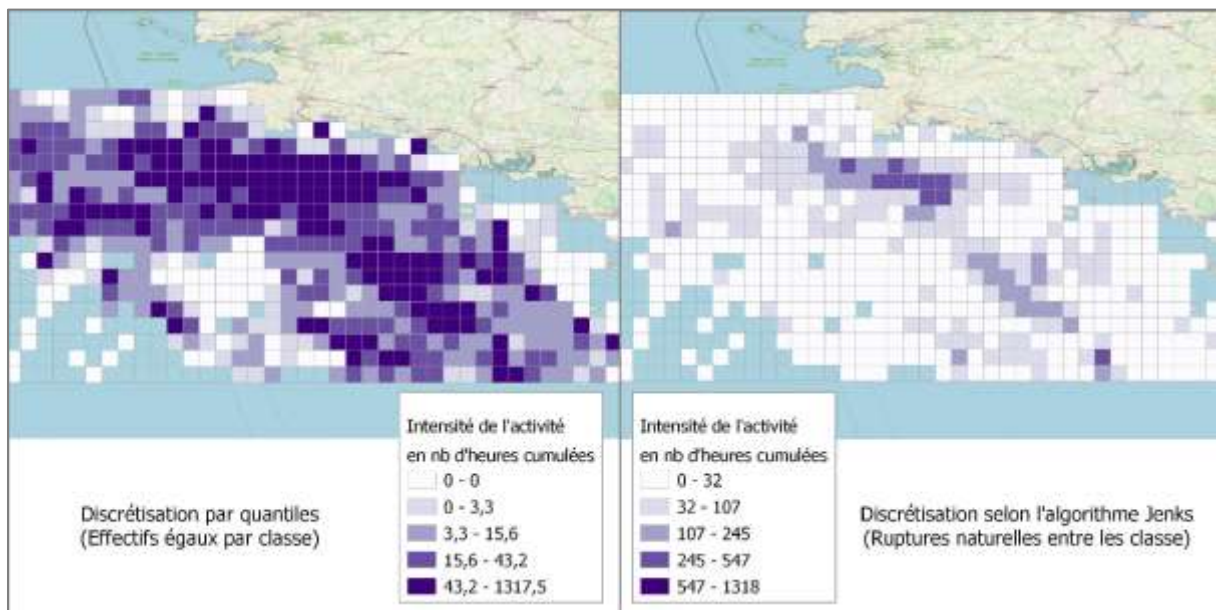 Intensité de l'activité
en nb d'heures cumulées
0 - 0
0 - 3,3
3,3 - 15,6
15,6 - 43,2
43,2 - 1317,5
Discrétisation par quantiles
(Effectifs égaux par classe)
Intensité de l'activité
en nb d'heures cumulées
0 - 32
32 - 107
107 - 245
245 - 547
547 - 1318
Discrétisation selon l'algorithme Jenks
(Ruptures naturelles entre les classe)